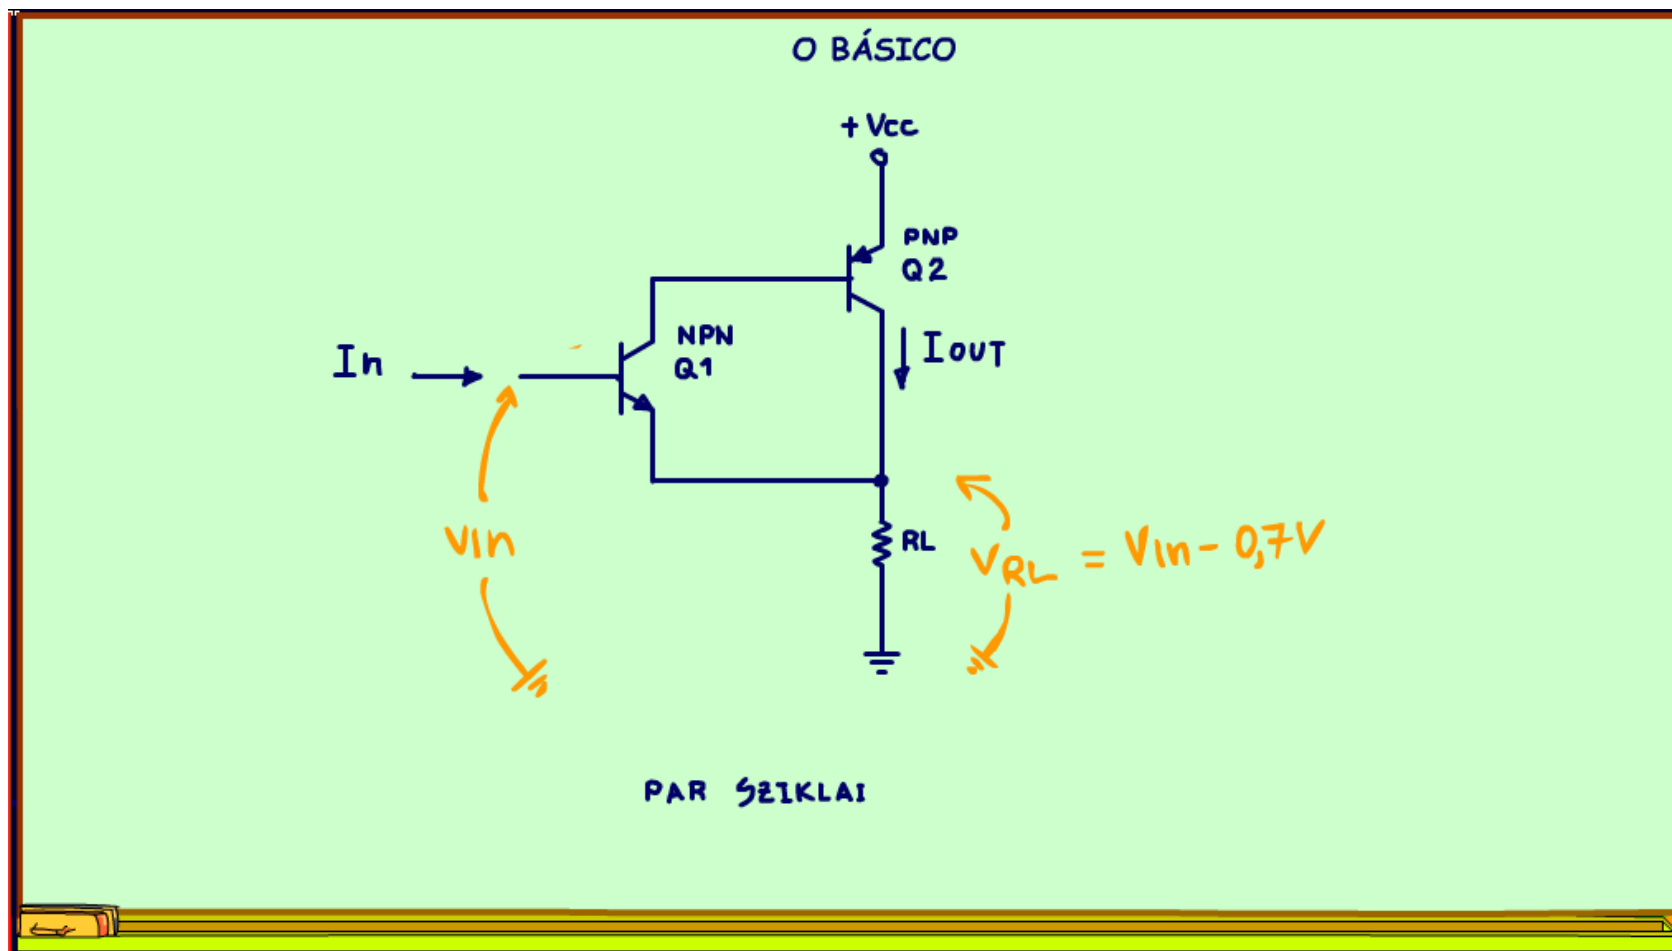 O BÁSICO
+ Vcc
PNP
Q2
NPN
Q1
In
IOUT
RL
VIn
VRL = VIn - 0,7V
PAR SZIKLAI